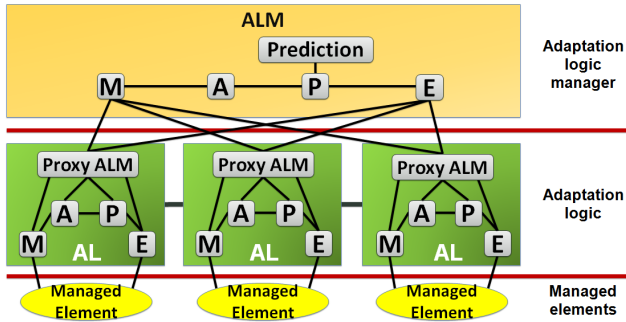 ALM
Prediction
M A P E
Adaptation
logic
manager
Proxy ALM Proxy ALM Proxy ALM
A P A P A P
M E M E M E
AL AL AL
Adaptation
logic
Managed
Element
Managed
Element
Managed
Element
Managed
elements